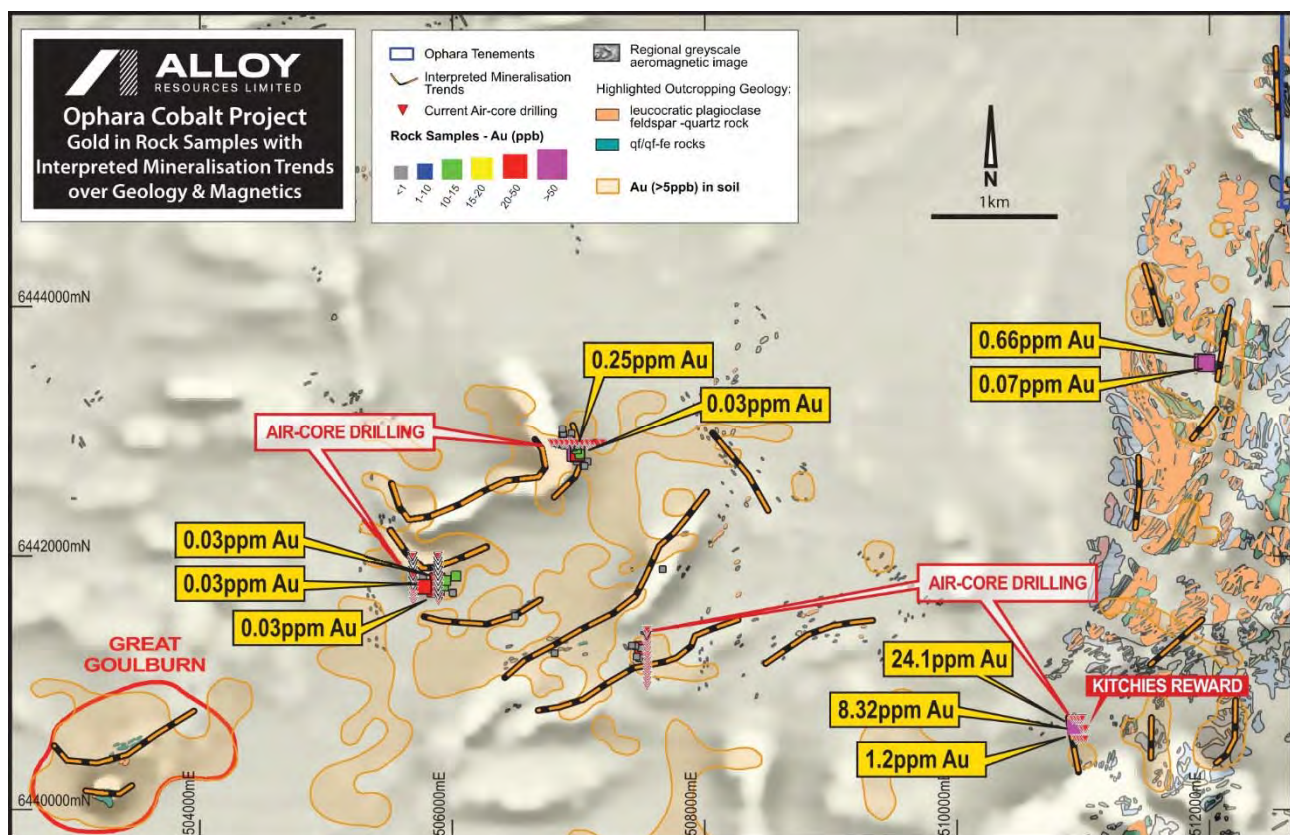 ALLOY
RESOURCES LIMITED
Ophara Cobalt Project
Gold in Rock Samples with
Interpreted Mineralisation Trends
over Geology & Magnetics
Ophara Tenements
Interpreted Mineralisation
Trends
Current Air-core drilling
Rock Samples - Au (ppb)
<1
1-10
10-15
15-20
20-50
>50
Regional greyscale
aeromagnetic image
Highlighted Outcropping Geology:
leucocratic plagioclase
feldspar -quartz rock
qf/qf-fe rocks
Au (>5ppb) in soil
N
1km
6444000mN
0.66ppm Au
0.07ppm Au
0.25ppm Au
0.03ppm Au
AIR-CORE DRILLING
6442000mN
0.03ppm Au
0.03ppm Au
0.03ppm Au
AIR-CORE DRILLING
GREAT
GOULBURN
24.1ppm Au
KITCHIES REWARD
8.32ppm Au
1.2ppm Au
6440000mN
504000mE
506000mE
508000mE
510000mE
512000mE